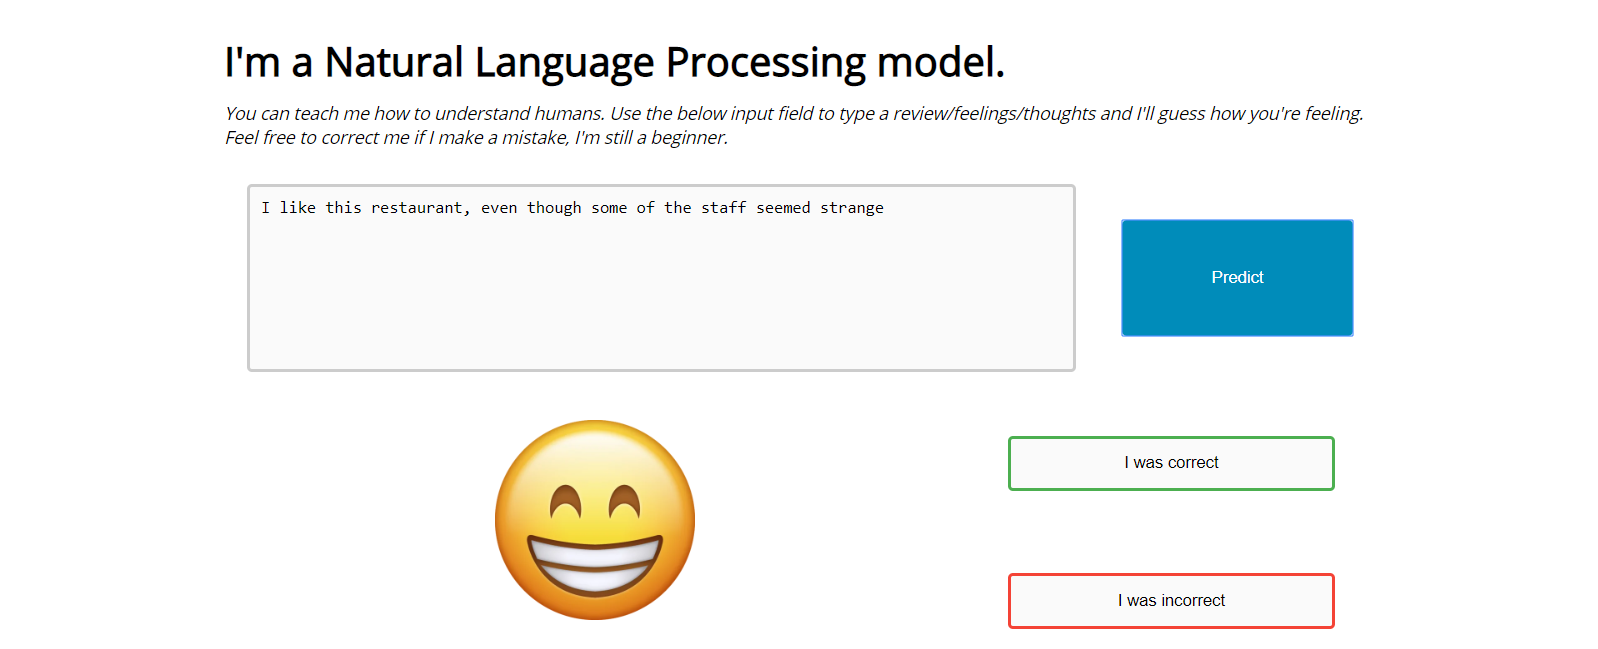 I'm a Natural Language Processing model.
You can teach me how to understand humans. Use the below input field to type a review/feelings/thoughts and I'll guess how you're feeling.
Feel free to correct me if I make a mistake, I'm still a beginner.
I like this restaurant, even though some of the staff seemed strange
Predict
I was correct
I was incorrect